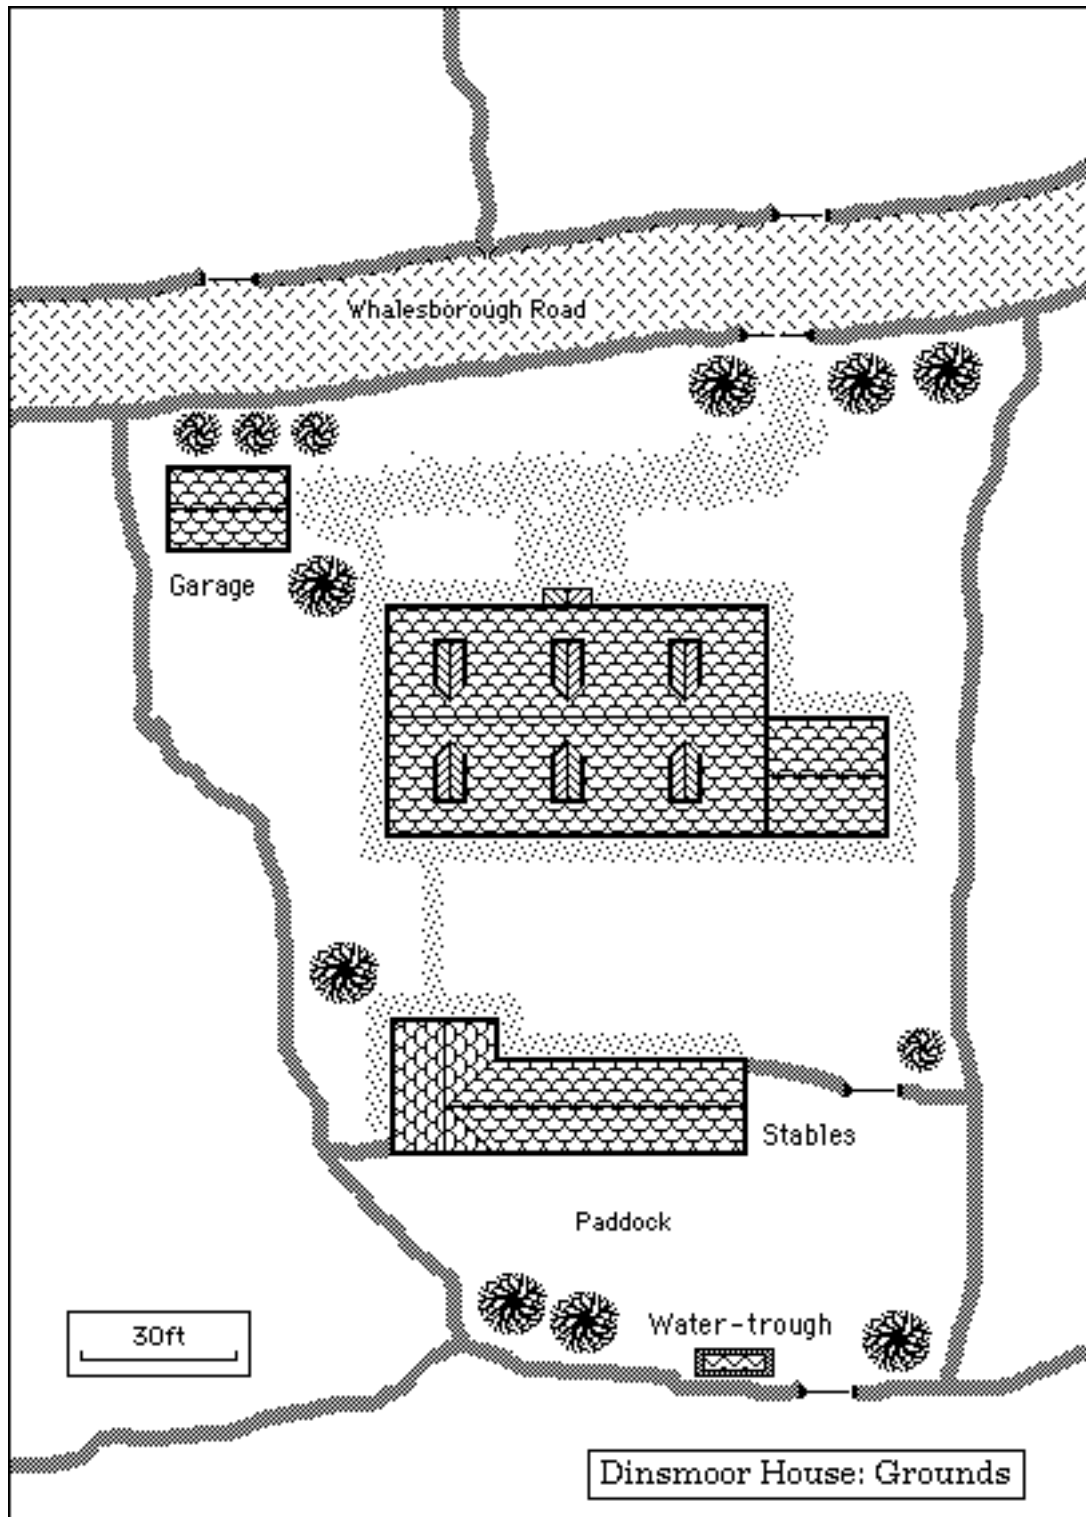 Whalesborough Road
Garage
Stables
Paddock
Water-trough
30ft
Dinsmoor House: Grounds